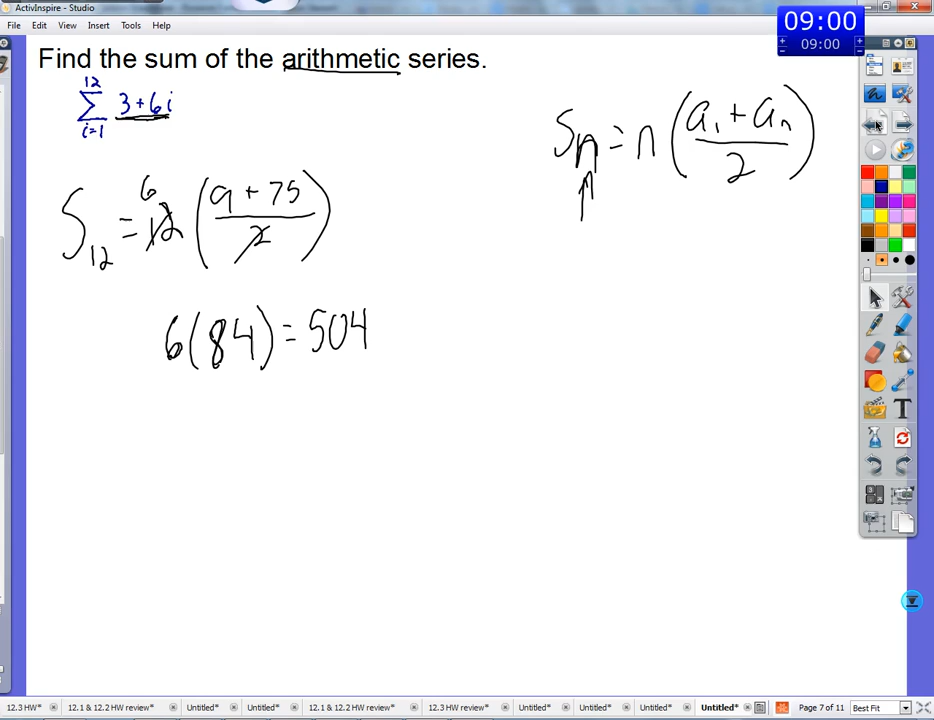 ActivInspire - Studio
File Edit View Insert Tools Help
09:00
09:00
Find the sum of the arithmetic series.
12
∑ 3+6i
i=1
Sn = n (a1 + an / 2)
n
6
S12 = 12 (9 + 75 / 2)
6(84) = 504
T
12.3 HW* 12.1 & 12.2 HW review* Untitled* Untitled* 12.1 & 12.2 HW review* 12.3 HW review* Untitled* Untitled* Untitled* Untitled* Page 7 of 11 Best Fit